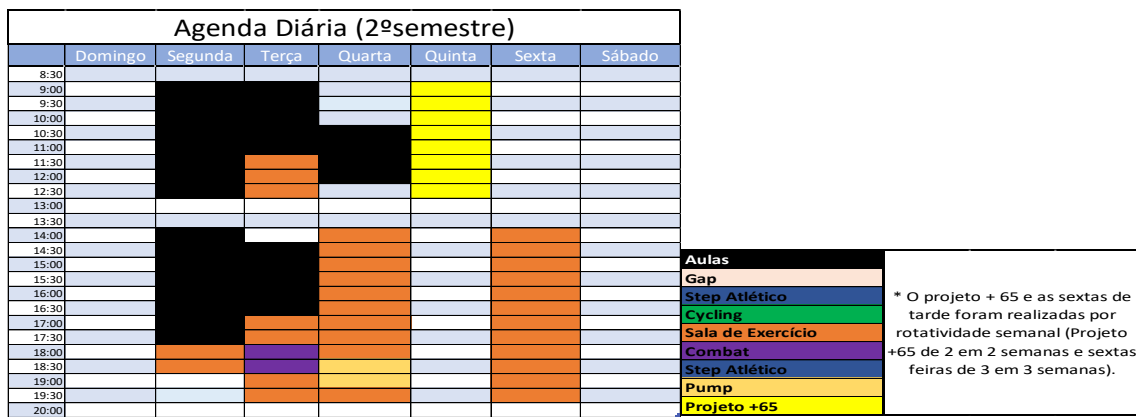 Agenda Diária (2ºsemestre)
Domingo Segunda Terça Quarta Quinta Sexta Sábado
8:30
9:00
9:30
10:00
10:30
11:00
11:30
12:00
12:30
13:00
13:30
14:00
14:30
15:00
15:30
16:00
16:30
17:00
17:30
18:00
18:30
19:00
19:30
20:00
Aulas
Gap
Step Atlético
Cycling
Sala de Exercício
Combat
Step Atlético
Pump
Projeto +65
* O projeto + 65 e as sextas de
tarde foram realizadas por
rotatividade semanal (Projeto
+65 de 2 em 2 semanas e sextas
feiras de 3 em 3 semanas).